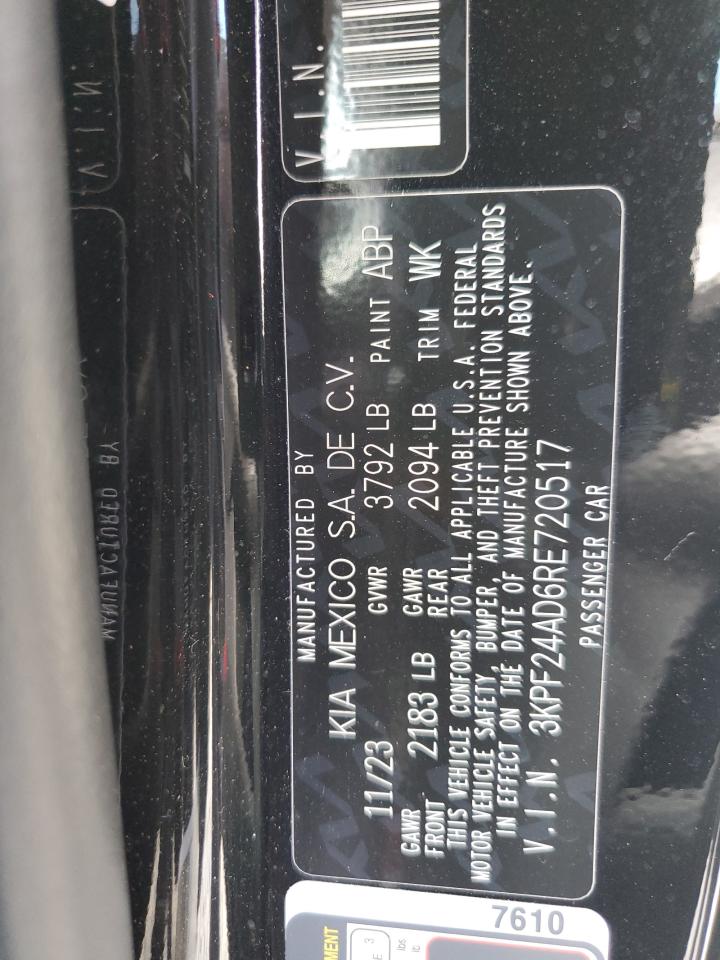 V.I.N.
MANUFACTURED BY
KIA MEXICO S.A. DE C.V.
11/23 GVWR 3792 LB PAINT ABP
GAWR FRONT 2183 LB GAWR REAR 2094 LB TRIM WK
THIS VEHICLE CONFORMS TO ALL APPLICABLE U.S.A. FEDERAL
MOTOR VEHICLE SAFETY, BUMPER, AND THEFT PREVENTION STANDARDS
IN EFFECT ON THE DATE OF MANUFACTURE SHOWN ABOVE.
V.I.N. 3KPF24AD6RE720517
PASSENGER CAR
7610